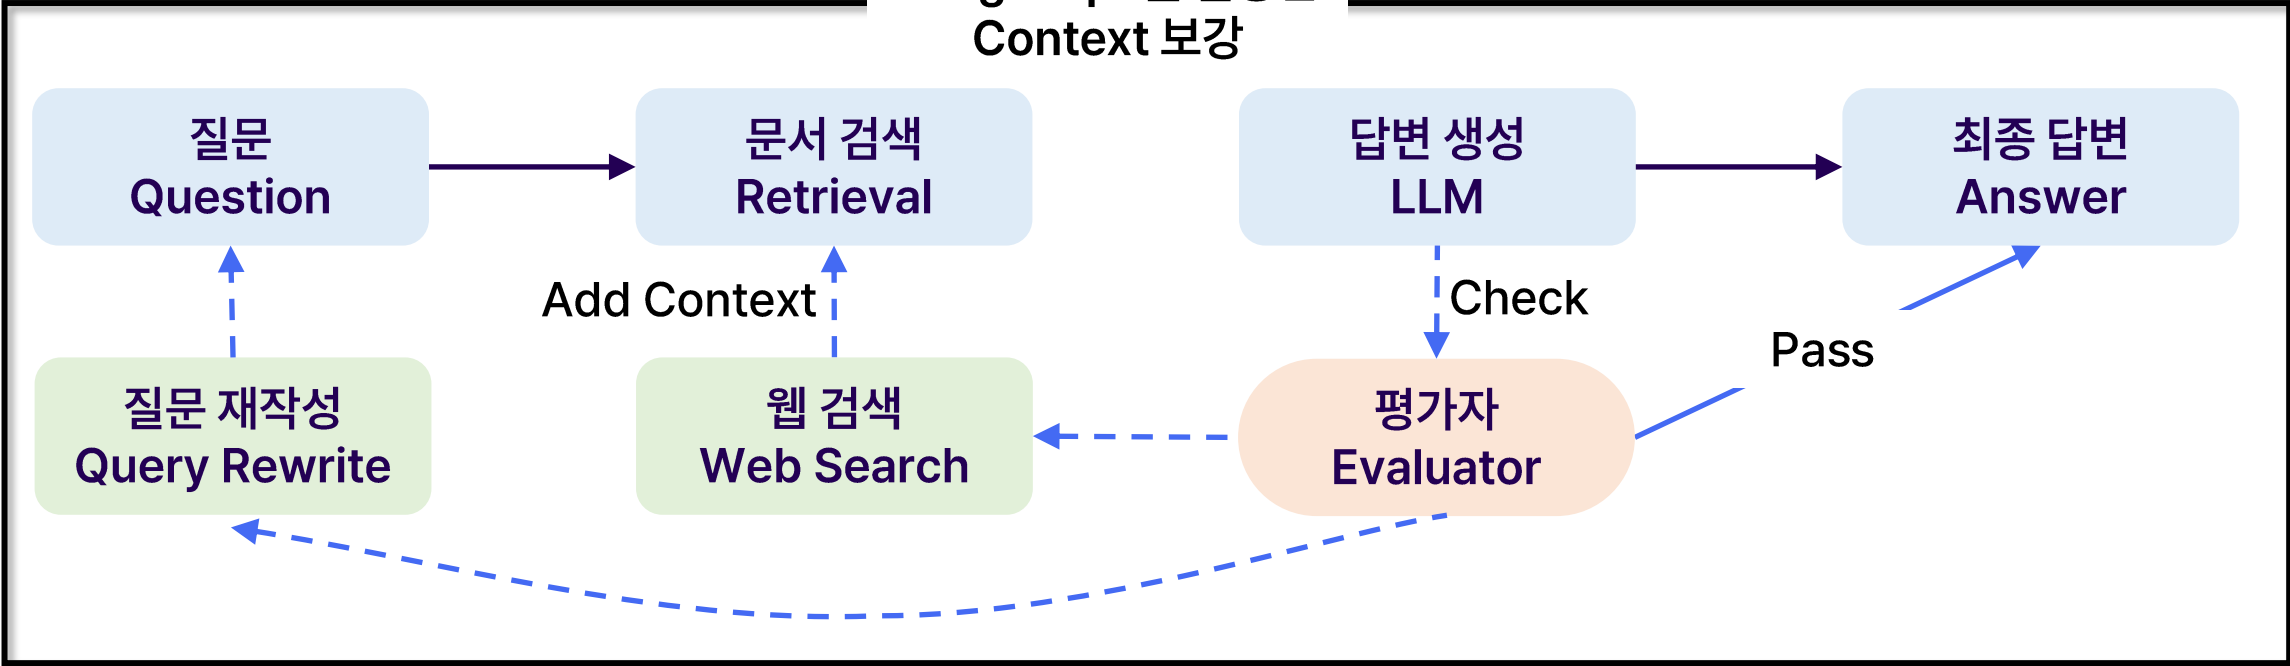 Context 보강
질문
Question
문서 검색
Retrieval
답변 생성
LLM
최종 답변
Answer
Add Context
Check
Pass
질문 재작성
Query Rewrite
웹 검색
Web Search
평가자
Evaluator